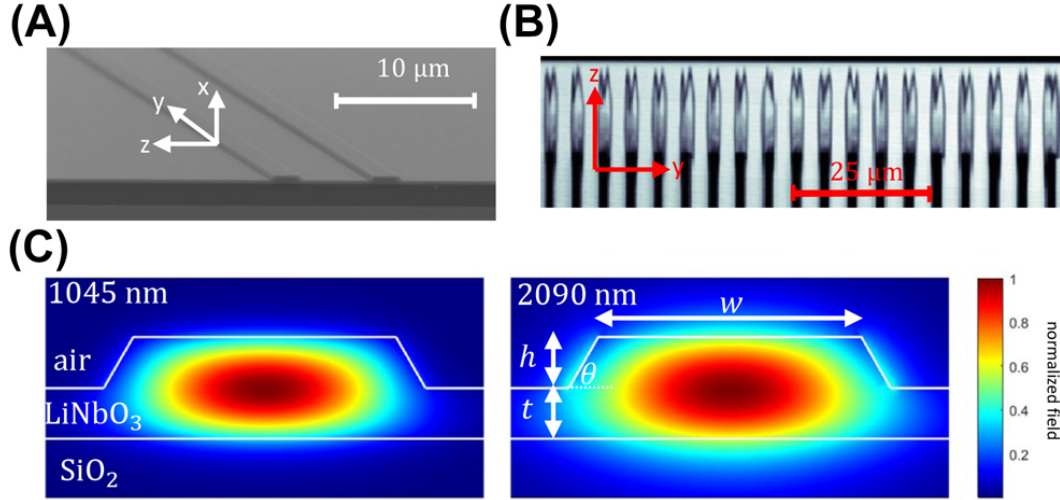 (A)
10 μm
x
y
z
(B)
z
y
25 μm
(C)
1045 nm
air
LiNbO₃
SiO₂
2090 nm
w
h
θ
t
1
0.8
0.6
0.4
0.2
normalized field